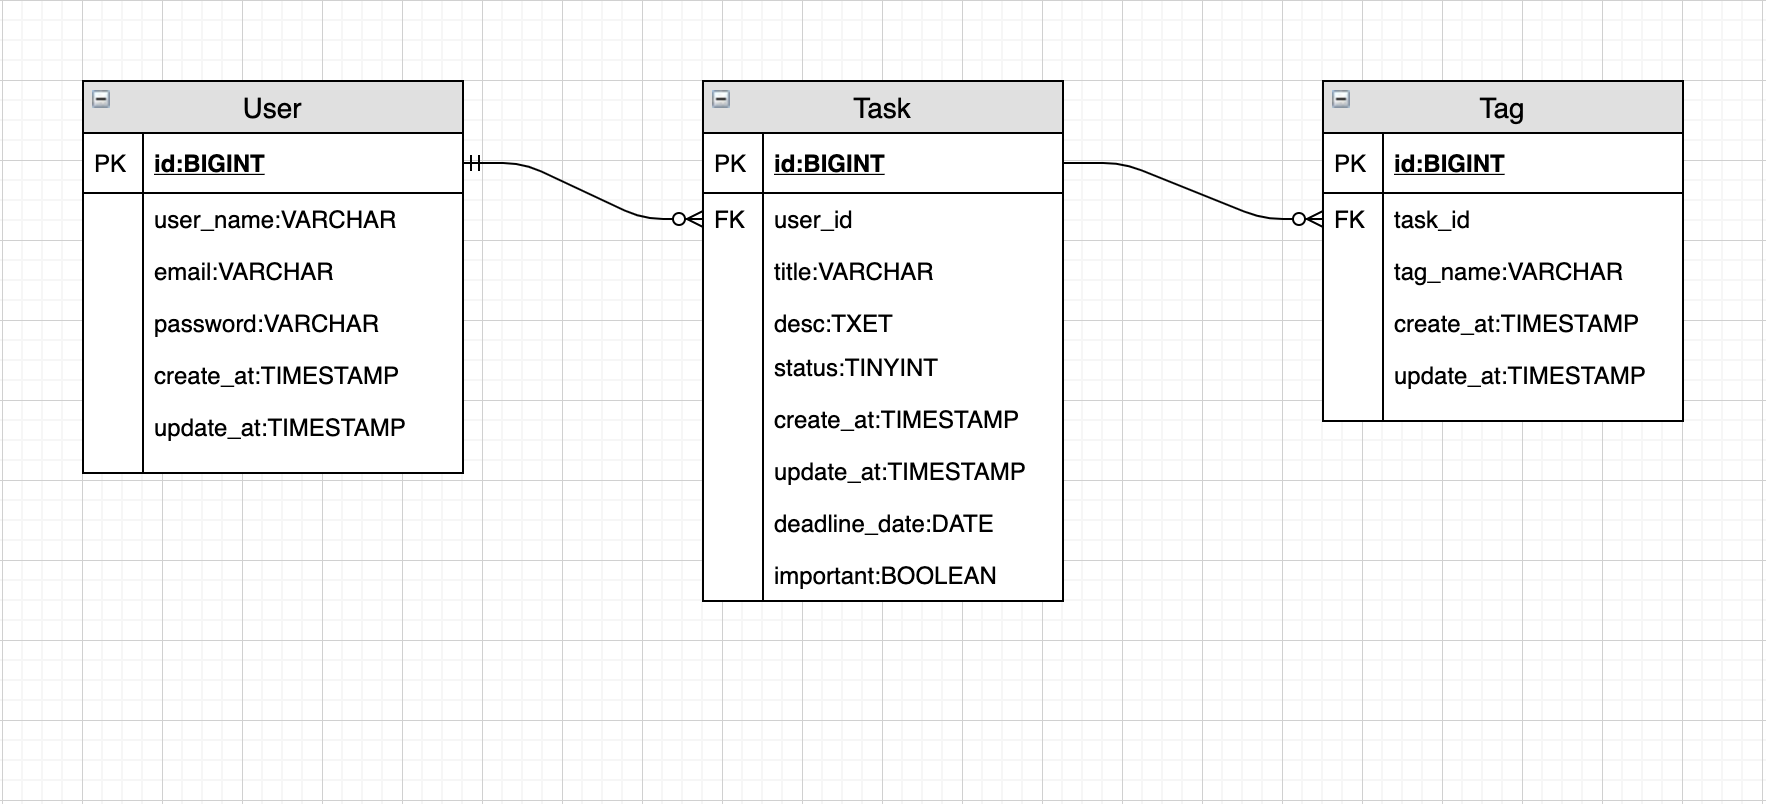 User
PK id:BIGINT
user_name:VARCHAR
email:VARCHAR
password:VARCHAR
create_at:TIMESTAMP
update_at:TIMESTAMP
Task
PK id:BIGINT
FK user_id
title:VARCHAR
desc:TXET
status:TINYINT
create_at:TIMESTAMP
update_at:TIMESTAMP
deadline_date:DATE
important:BOOLEAN
Tag
PK id:BIGINT
FK task_id
tag_name:VARCHAR
create_at:TIMESTAMP
update_at:TIMESTAMP